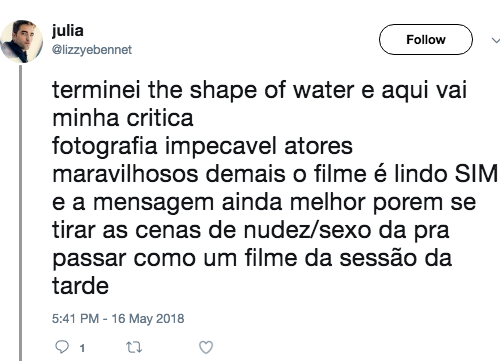 julia
@lizzyebennet
Follow
terminei the shape of water e aqui vai
minha critica
fotografia impecavel atores
maravilhosos demais o filme é lindo SIM
e a mensagem ainda melhor porem se
tirar as cenas de nudez/sexo da pra
passar como um filme da sessão da
tarde
5:41 PM - 16 May 2018
1